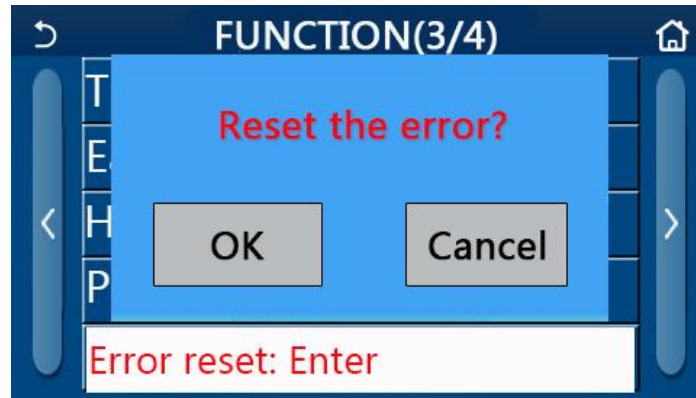 FUNCTION(3/4)
T
Reset the error?
E
H
OK Cancel
P
Error reset: Enter